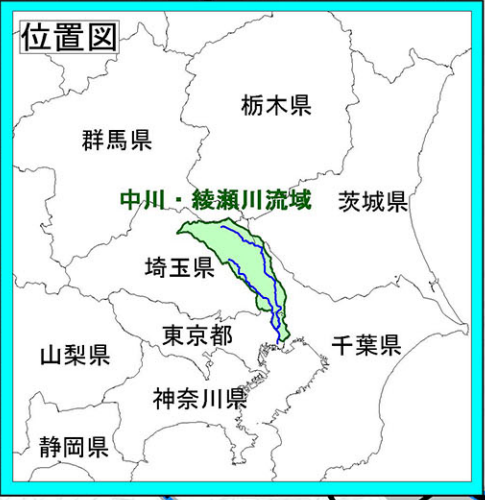 位置図
栃木県
群馬県
中川・綾瀬川流域
茨城県
埼玉県
東京都
千葉県
山梨県
神奈川県
静岡県